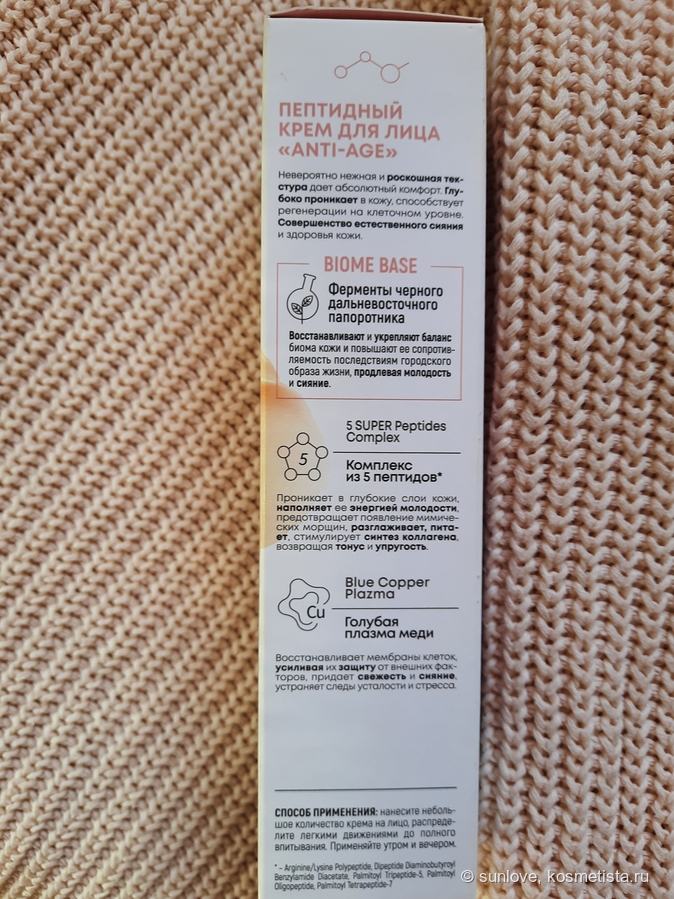 ПЕПТИДНЫЙ
КРЕМ ДЛЯ ЛИЦА
«ANTI-AGE»
Невероятно нежная и роскошная тек-
стура дает абсолютный комфорт. Глу-
боко проникает в кожу, способствует
регенерации на клеточном уровне.
Совершенство естественного сияния
и здоровья кожи.
BIOME BASE
Ферменты черного
дальневосточного
папоротника
Восстанавливают и укрепляют баланс
биома кожи и повышают ее сопротив-
ляемость последствиям городского
образа жизни, продлевая молодость
и сияние.
5 SUPER Peptides
Complex
5
Комплекс
из 5 пептидов*
Проникает в глубокие слои кожи,
наполняет ее энергией молодости,
предотвращает появление мимиче-
ских морщин, разглаживает, пита-
ет, стимулирует синтез коллагена,
возвращая тонус и упругость.
Blue Copper
Plazma
Cu
Голубая
плазма меди
Восстанавливает мембраны клеток,
усиливая их защиту от внешних фак-
торов, придает свежесть и сияние,
устраняет следы усталости и стресса.
СПОСОБ ПРИМЕНЕНИЯ: нанесите неболь-
шое количество крема на лицо, распреде-
лите легкими движениями до полного
впитывания. Применяйте утром и вечером.
* - Arginine/Lysine Polypeptide, Dipeptide Diaminobutyroyl
Benzylamide Diacetate, Palmitoyl Tripeptide-5, Palmitoyl
Oligopeptide, Palmitoyl Tetrapeptide-7
© sunlove, kosmetista.ru